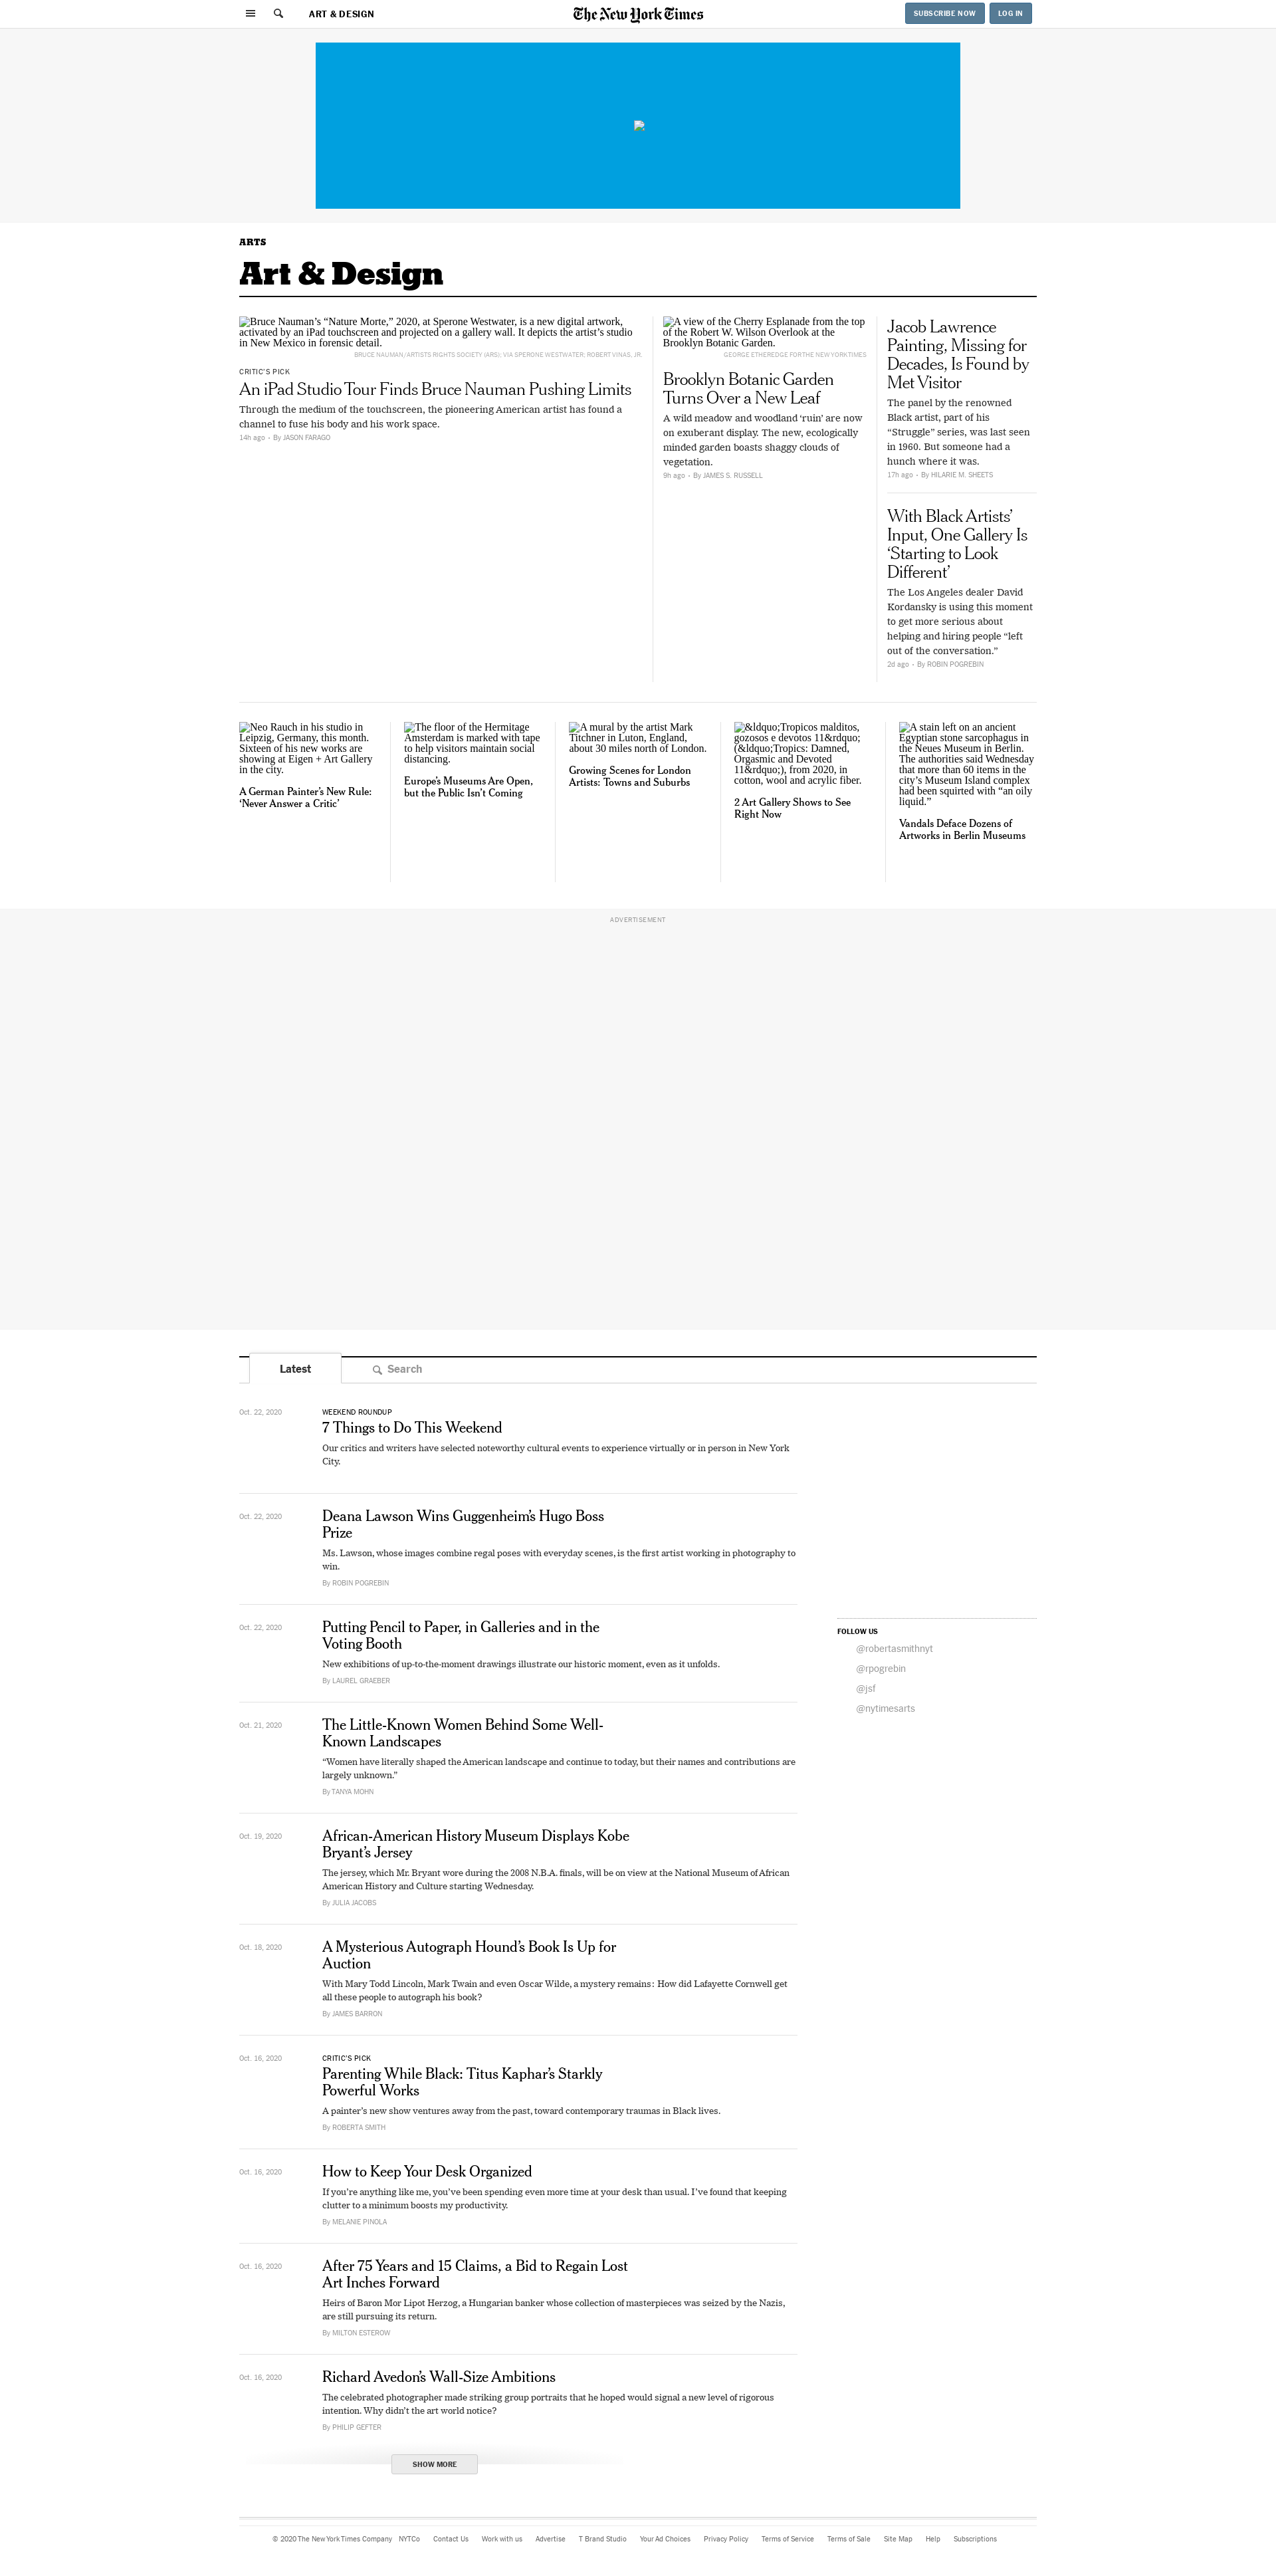 ART & DESIGN
The New York Times
SUBSCRIBE NOW
LOG IN
ARTS
Art & Design
Bruce Nauman’s “Nature Morte,” 2020, at Sperone Westwater, is a new digital artwork,
activated by an iPad touchscreen and projected on a gallery wall. It depicts the artist’s studio
in New Mexico in forensic detail.
BRUCE NAUMAN/ARTISTS RIGHTS SOCIETY (ARS); VIA SPERONE WESTWATER; ROBERT VINAS, JR.
CRITIC’S PICK
An iPad Studio Tour Finds Bruce Nauman Pushing Limits
Through the medium of the touchscreen, the pioneering American artist has found a
channel to fuse his body and his work space.
14h ago • By JASON FARAGO
A view of the Cherry Esplanade from the top
of the Robert W. Wilson Overlook at the
Brooklyn Botanic Garden.
GEORGE ETHEREDGE FOR THE NEW YORK TIMES
Brooklyn Botanic Garden
Turns Over a New Leaf
A wild meadow and woodland ‘ruin’ are now
on exuberant display. The new, ecologically
minded garden boasts shaggy clouds of
vegetation.
9h ago • By JAMES S. RUSSELL
Jacob Lawrence
Painting, Missing for
Decades, Is Found by
Met Visitor
The panel by the renowned
Black artist, part of his
“Struggle” series, was last seen
in 1960. But someone had a
hunch where it was.
17h ago • By HILARIE M. SHEETS
With Black Artists’
Input, One Gallery Is
‘Starting to Look
Different’
The Los Angeles dealer David
Kordansky is using this moment
to get more serious about
helping and hiring people “left
out of the conversation.”
2d ago • By ROBIN POGREBIN
Neo Rauch in his studio in
Leipzig, Germany, this month.
Sixteen of his new works are
showing at Eigen + Art Gallery
in the city.
A German Painter’s New Rule:
‘Never Answer a Critic’
The floor of the Hermitage
Amsterdam is marked with tape
to help visitors maintain social
distancing.
Europe’s Museums Are Open,
but the Public Isn’t Coming
A mural by the artist Mark
Titchner in Luton, England,
about 30 miles north of London.
Growing Scenes for London
Artists: Towns and Suburbs
&ldquo;Tropicos malditos,
gozosos e devotos 11&rdquo;
(&ldquo;Tropics: Damned,
Orgasmic and Devoted
11&rdquo;), from 2020, in
cotton, wool and acrylic fiber.
2 Art Gallery Shows to See
Right Now
A stain left on an ancient
Egyptian stone sarcophagus in
the Neues Museum in Berlin.
The authorities said Wednesday
that more than 60 items in the
city’s Museum Island complex
had been squirted with “an oily
liquid.”
Vandals Deface Dozens of
Artworks in Berlin Museums
ADVERTISEMENT
Latest
Search
Oct. 22, 2020
WEEKEND ROUNDUP
7 Things to Do This Weekend
Our critics and writers have selected noteworthy cultural events to experience virtually or in person in New York
City.
Oct. 22, 2020
Deana Lawson Wins Guggenheim’s Hugo Boss
Prize
Ms. Lawson, whose images combine regal poses with everyday scenes, is the first artist working in photography to
win.
By ROBIN POGREBIN
Oct. 22, 2020
Putting Pencil to Paper, in Galleries and in the
Voting Booth
New exhibitions of up-to-the-moment drawings illustrate our historic moment, even as it unfolds.
By LAUREL GRAEBER
FOLLOW US
@robertasmithnyt
@rpogrebin
@jsf
@nytimesarts
Oct. 21, 2020
The Little-Known Women Behind Some Well-
Known Landscapes
“Women have literally shaped the American landscape and continue to today, but their names and contributions are
largely unknown.”
By TANYA MOHN
Oct. 19, 2020
African-American History Museum Displays Kobe
Bryant’s Jersey
The jersey, which Mr. Bryant wore during the 2008 N.B.A. finals, will be on view at the National Museum of African
American History and Culture starting Wednesday.
By JULIA JACOBS
Oct. 18, 2020
A Mysterious Autograph Hound’s Book Is Up for
Auction
With Mary Todd Lincoln, Mark Twain and even Oscar Wilde, a mystery remains: How did Lafayette Cornwell get
all these people to autograph his book?
By JAMES BARRON
Oct. 16, 2020
CRITIC’S PICK
Parenting While Black: Titus Kaphar’s Starkly
Powerful Works
A painter’s new show ventures away from the past, toward contemporary traumas in Black lives.
By ROBERTA SMITH
Oct. 16, 2020
How to Keep Your Desk Organized
If you’re anything like me, you’ve been spending even more time at your desk than usual. I’ve found that keeping
clutter to a minimum boosts my productivity.
By MELANIE PINOLA
Oct. 16, 2020
After 75 Years and 15 Claims, a Bid to Regain Lost
Art Inches Forward
Heirs of Baron Mor Lipot Herzog, a Hungarian banker whose collection of masterpieces was seized by the Nazis,
are still pursuing its return.
By MILTON ESTEROW
Oct. 16, 2020
Richard Avedon’s Wall-Size Ambitions
The celebrated photographer made striking group portraits that he hoped would signal a new level of rigorous
intention. Why didn’t the art world notice?
By PHILIP GEFTER
SHOW MORE
© 2020 The New York Times Company NYTCo Contact Us Work with us Advertise T Brand Studio Your Ad Choices Privacy Policy Terms of Service Terms of Sale Site Map Help Subscriptions